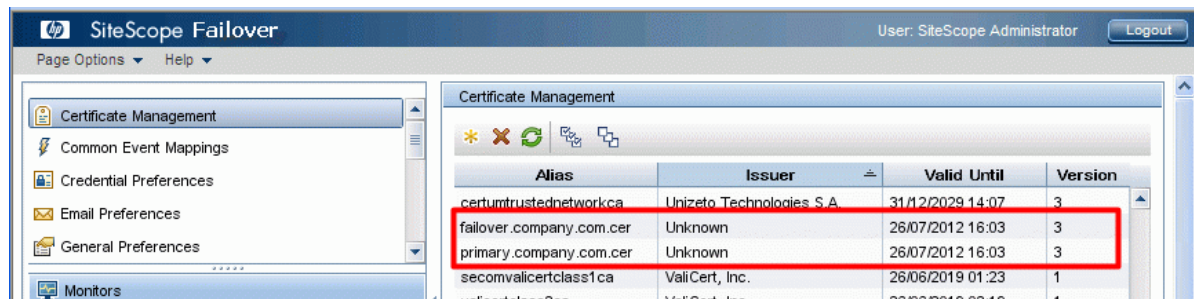 hp SiteScope Failover User: SiteScope Administrator Logout
Page Options Help
Certificate Management
Common Event Mappings
Credential Preferences
Email Preferences
General Preferences
Monitors
Certificate Management
Alias Issuer Valid Until Version
certumtrustednetworkca Unizeto Technologies S.A. 31/12/2029 14:07 3
failover.company.com.cer Unknown 26/07/2012 16:03 3
primary.company.com.cer Unknown 26/07/2012 16:03 3
secomvalicertclass1ca ValiCert, Inc. 26/06/2019 01:23 1